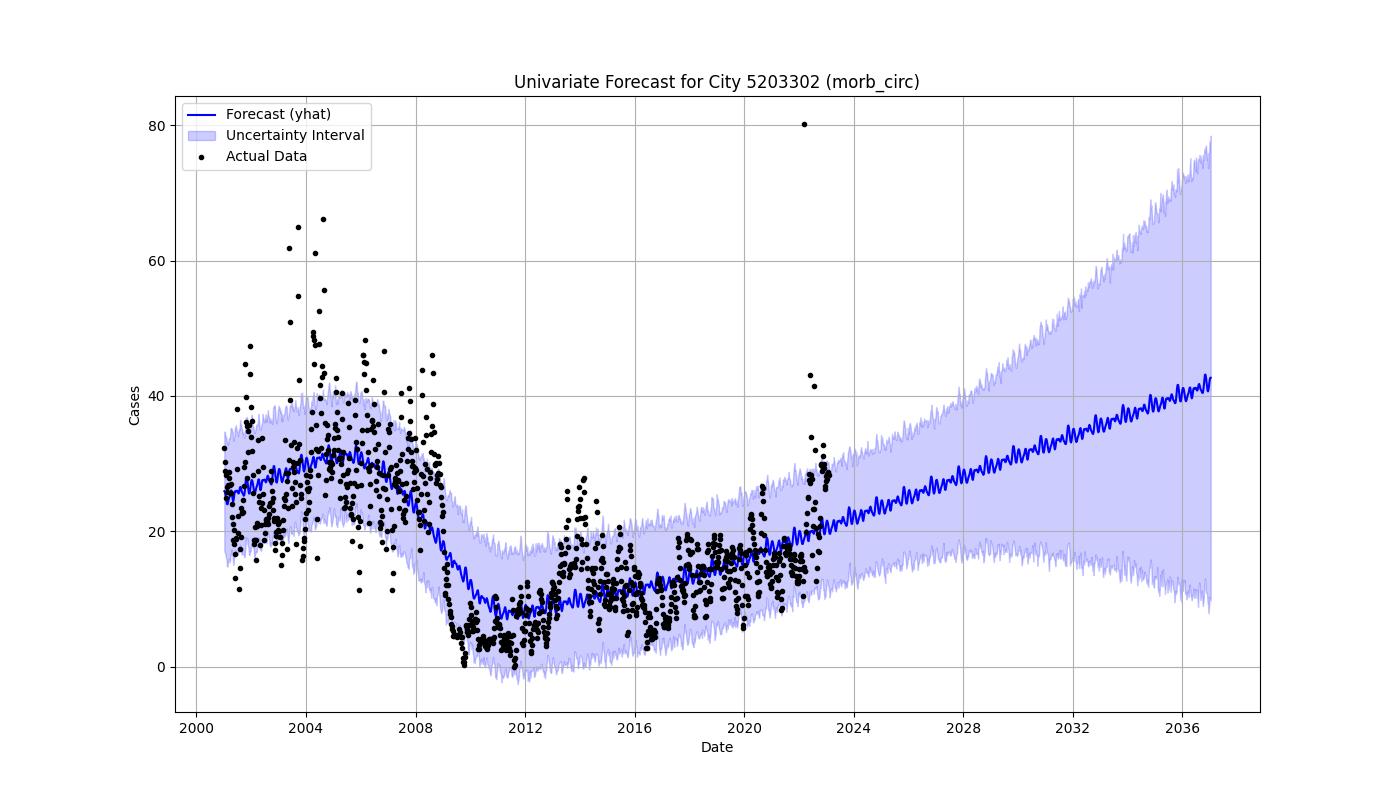 Univariate Forecast for City 5203302 (morb_circ)
Forecast (yhat)
Uncertainty Interval
Actual Data
80
60
40
20
0
Cases
2000 2004 2008 2012 2016 2020 2024 2028 2032 2036
Date